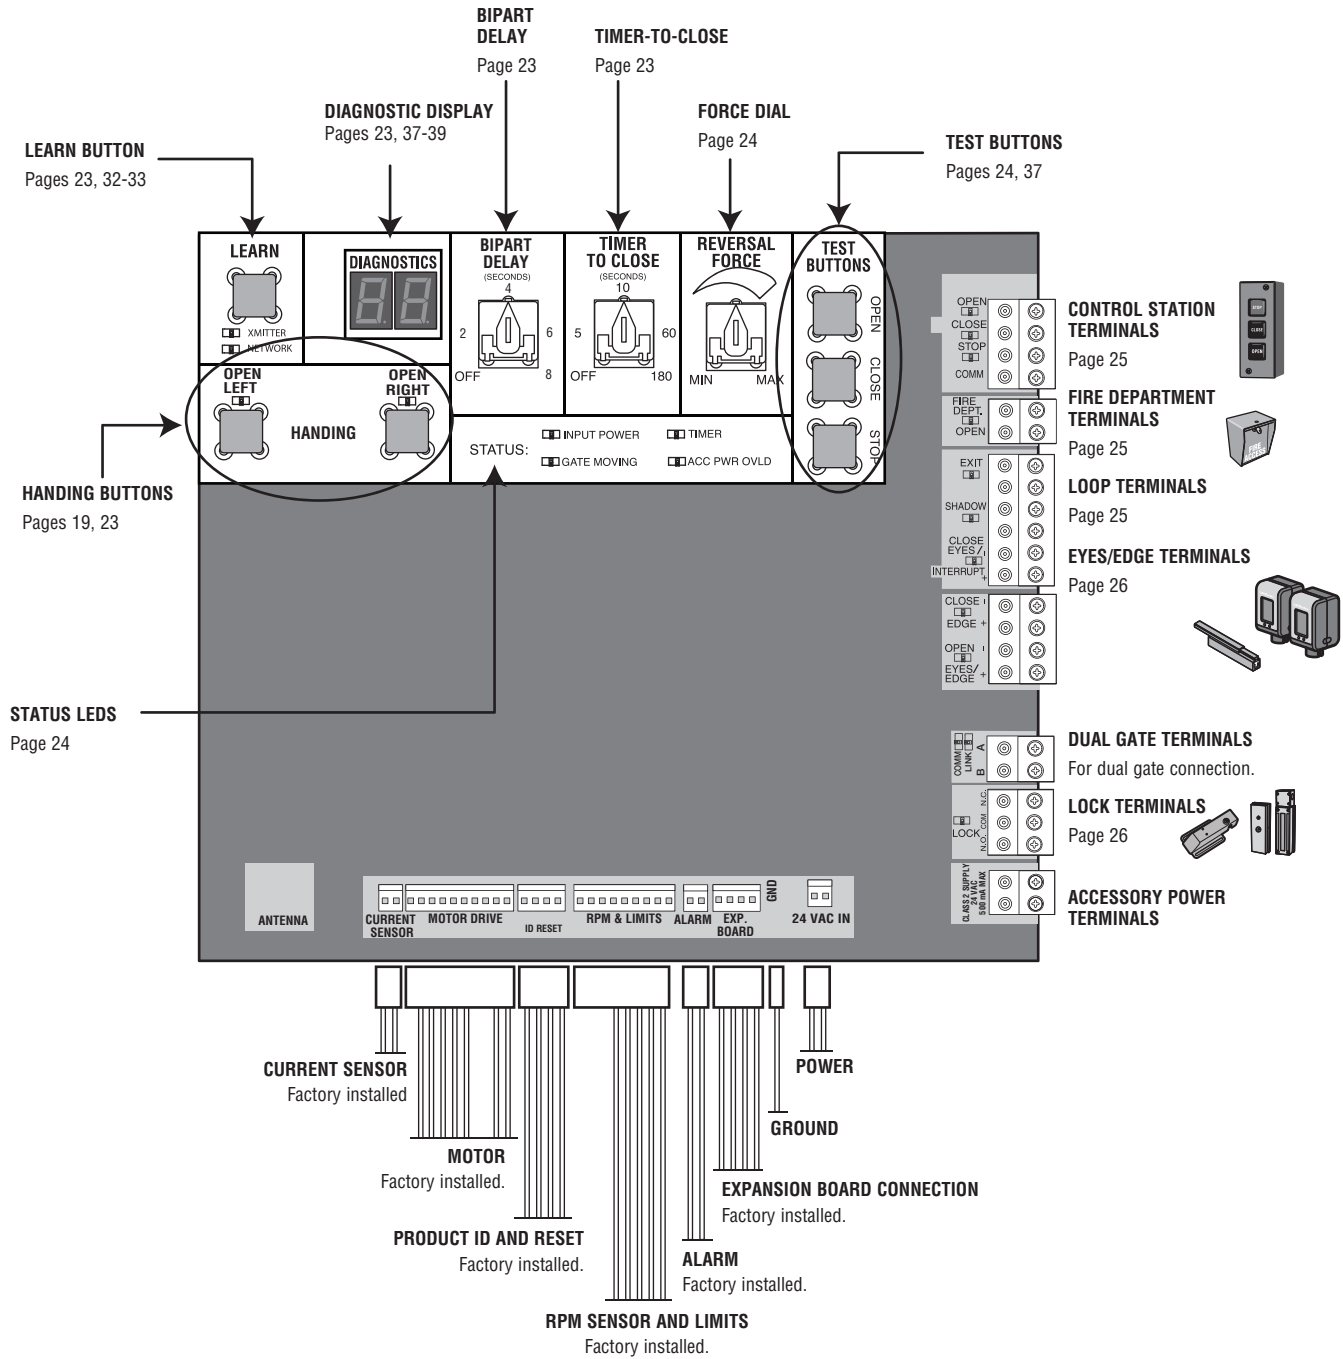 BIPART
DELAY
Page 23
TIMER-TO-CLOSE
Page 23
DIAGNOSTIC DISPLAY
Pages 23, 37-39
FORCE DIAL
Page 24
LEARN BUTTON
Pages 23, 32-33
TEST BUTTONS
Pages 24, 37
LEARN
XMITTER
NETWORK
DIAGNOSTICS
88
BIPART
DELAY
(SECONDS)
4
2
6
OFF
8
TIMER
TO CLOSE
(SECONDS)
10
5
60
OFF
180
REVERSAL
FORCE
MIN
MAX
TEST
BUTTONS
OPEN
CLOSE
STOP
OPEN
LEFT
HANDING
OPEN
RIGHT
STATUS:
INPUT POWER
TIMER
GATE MOVING
ACC PWR OVLD
HANDING BUTTONS
Pages 19, 23
STATUS LEDS
Page 24
OPEN
CLOSE
STOP
COMM
CONTROL STATION
TERMINALS
Page 25
STOP
CLOSE
OPEN
FIRE
DEPT.
OPEN
FIRE DEPARTMENT
TERMINALS
Page 25
FIRE
ACCESS
EXIT
SHADOW
CLOSE
EYES/ -
INTERRUPT +
LOOP TERMINALS
Page 25
EYES/EDGE TERMINALS
Page 26
CLOSE -
EDGE +
OPEN -
EYES/
EDGE +
COMM
LINK
A
B
DUAL GATE TERMINALS
For dual gate connection.
LOCK
N.C.
COM
N.O.
LOCK TERMINALS
Page 26
CLASS 2 SUPPLY
24 VAC
500 mA MAX
ACCESSORY POWER
TERMINALS
ANTENNA
CURRENT
SENSOR
MOTOR DRIVE
ID RESET
RPM & LIMITS
ALARM
EXP.
BOARD
GND
24 VAC IN
CURRENT SENSOR
Factory installed
POWER
GROUND
MOTOR
Factory installed.
EXPANSION BOARD CONNECTION
Factory installed.
PRODUCT ID AND RESET
Factory installed.
ALARM
Factory installed.
RPM SENSOR AND LIMITS
Factory installed.